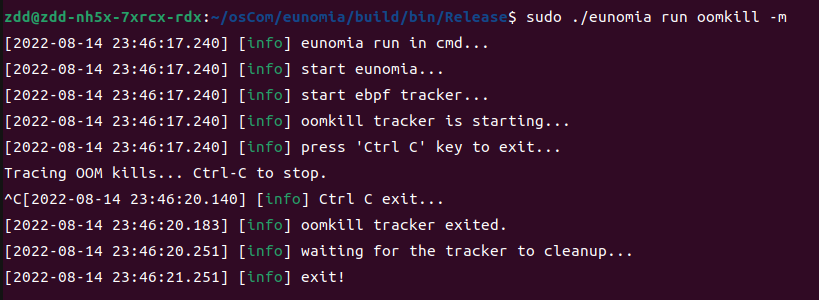 zdd@zdd-nh5x-7xrcx-rdx:~/osCom/eunomia/build/bin/Release$ sudo ./eunomia run oomkill -m
[2022-08-14 23:46:17.240] [info] eunomia run in cmd...
[2022-08-14 23:46:17.240] [info] start eunomia...
[2022-08-14 23:46:17.240] [info] start ebpf tracker...
[2022-08-14 23:46:17.240] [info] oomkill tracker is starting...
[2022-08-14 23:46:17.240] [info] press 'Ctrl C' key to exit...
Tracing OOM kills... Ctrl-C to stop.
^C[2022-08-14 23:46:20.140] [info] Ctrl C exit...
[2022-08-14 23:46:20.183] [info] oomkill tracker exited.
[2022-08-14 23:46:20.251] [info] waiting for the tracker to cleanup...
[2022-08-14 23:46:21.251] [info] exit!